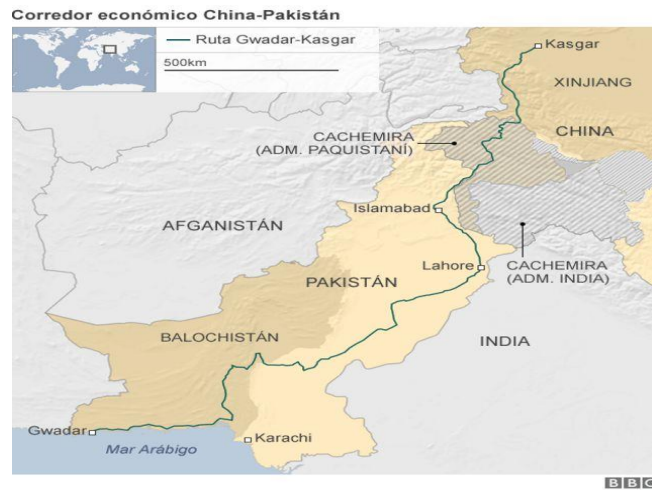 Corredor económico China-Pakistán
Ruta Gwadar-Kasgar
500km
Kasgar
XINJIANG
CHINA
CACHEMIRA
(ADM. PAQUISTANÍ)
Islamabad
AFGANISTÁN
Lahore
CACHEMIRA
(ADM. INDIA)
PAKISTÁN
BALOCHISTÁN
INDIA
Gwadar
Karachi
Mar Arábigo
BBC